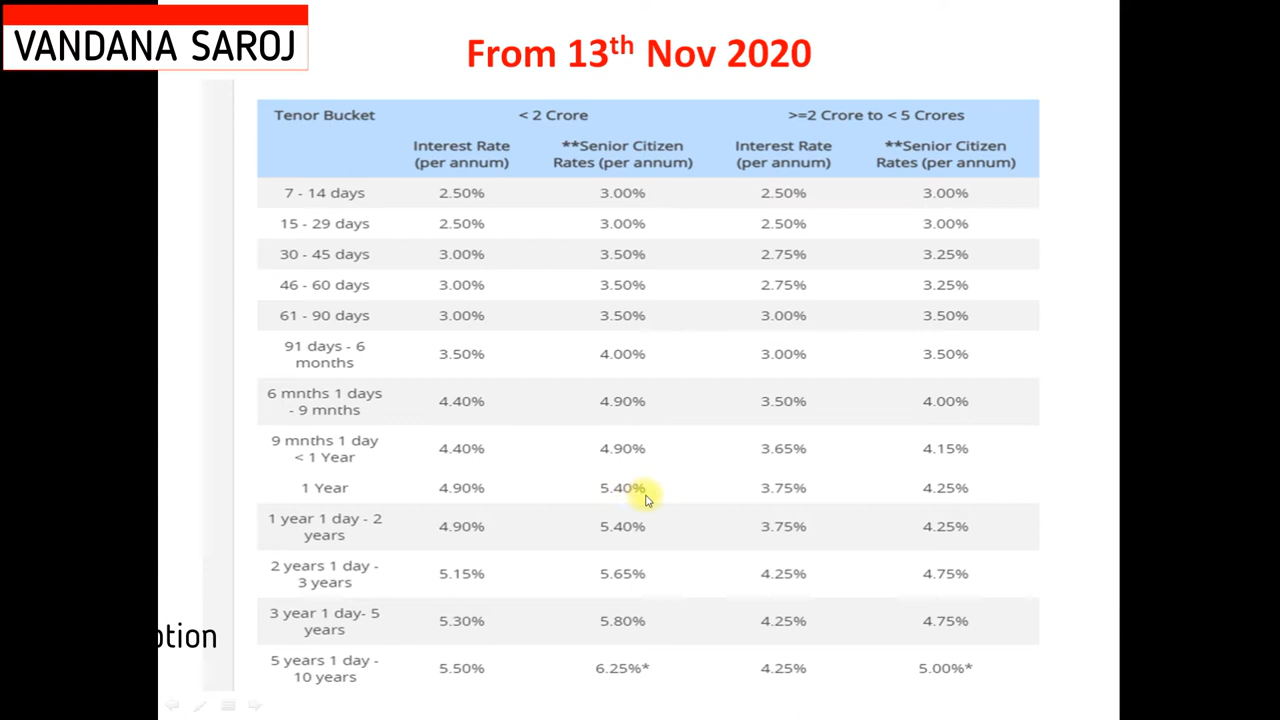 VANDANA SAROJ
From 13th Nov 2020
Tenor Bucket < 2 Crore >=2 Crore to < 5 Crores
Interest Rate **Senior Citizen Interest Rate **Senior Citizen
(per annum) Rates (per annum) (per annum) Rates (per annum)
7 - 14 days 2.50% 3.00% 2.50% 3.00%
15 - 29 days 2.50% 3.00% 2.50% 3.00%
30 - 45 days 3.00% 3.50% 2.75% 3.25%
46 - 60 days 3.00% 3.50% 2.75% 3.25%
61 - 90 days 3.00% 3.50% 3.00% 3.50%
91 days - 6
months 3.50% 4.00% 3.00% 3.50%
6 mnths 1 days
- 9 mnths 4.40% 4.90% 3.50% 4.00%
9 mnths 1 day
< 1 Year 4.40% 4.90% 3.65% 4.15%
1 Year 4.90% 5.40% 3.75% 4.25%
1 year 1 day - 2
years 4.90% 5.40% 3.75% 4.25%
2 years 1 day -
3 years 5.15% 5.65% 4.25% 4.75%
3 year 1 day- 5
years 5.30% 5.80% 4.25% 4.75%
otion
5 years 1 day -
10 years 5.50% 6.25%* 4.25% 5.00%*